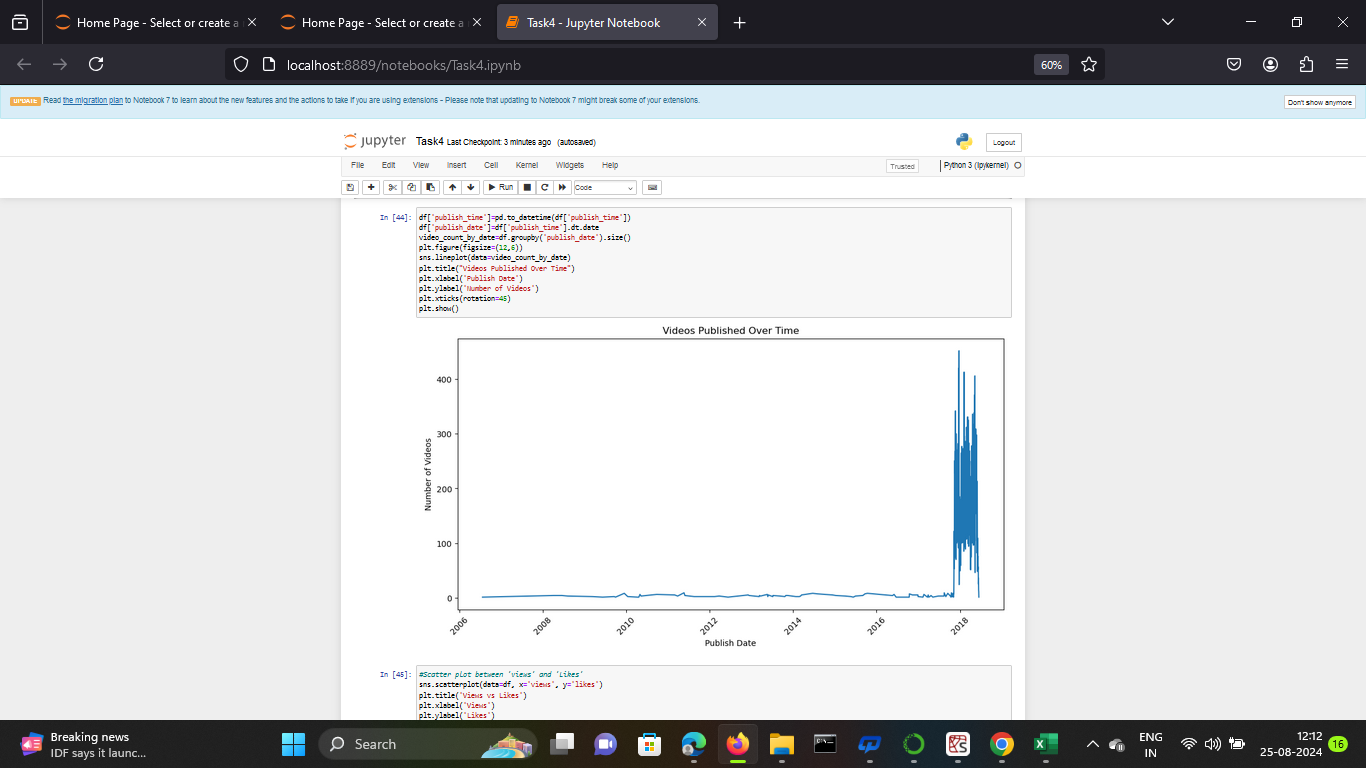 Home Page - Select or create a
Home Page - Select or create a
Task4 - Jupyter Notebook
localhost:8889/notebooks/Task4.ipynb
60%
UPDATE Read the migration plan to Notebook 7 to learn about the new features and the actions to take if you are using extensions - Please note that updating to Notebook 7 might break some of your extensions.
Don't show anymore
jupyter Task4 Last Checkpoint: 3 minutes ago (autosaved)
Logout
File Edit View Insert Cell Kernel Widgets Help
Trusted
Python 3 (ipykernel)
Run
Code
In [44]:
df['publish_time']=pd.to_datetime(df['publish_time'])
df['publish_date']=df['publish_time'].dt.date
video_count_by_date=df.groupby('publish_date').size()
plt.figure(figsize=(12,6))
sns.lineplot(data=video_count_by_date)
plt.title("Videos Published Over Time")
plt.xlabel('Publish Date')
plt.ylabel('Number of Videos')
plt.xticks(rotation=45)
plt.show()
Videos Published Over Time
Number of Videos
400
300
200
100
0
2006 2008 2010 2012 2014 2016 2018
Publish Date
In [45]:
#Scatter plot between 'views' and 'Likes'
sns.scatterplot(data=df, x='views', y='likes')
plt.title('Views vs Likes')
plt.xlabel('Views')
plt.ylabel('Likes')
Breaking news
IDF says it launc...
Search
ENG
IN
12:12
25-08-2024
16